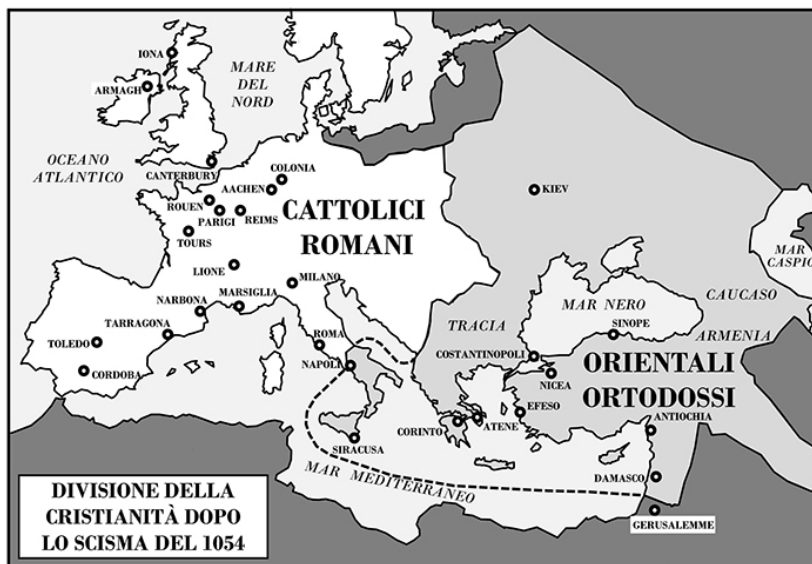 IONA
ARMAGH
MARE
DEL
NORD
OCEANO
ATLANTICO
CANTERBURY
COLONIA
AACHEN
ROUEN
PARIGI
REIMS
TOURS
CATTOLICI
ROMANI
KIEV
LIONE
MILANO
NARBONA
MARSIGLIA
TARRAGONA
TOLEDO
CORDOBA
ROMA
NAPOLI
SIRACUSA
MAR
CASPIO
CAUCASO
MAR NERO
SINOPE
ARMENIA
TRACIA
COSTANTINOPOLI
NICEA
ORIENTALI
ORTODOSSI
EFESO
ATENE
CORINTO
ANTIOCHIA
DAMASCO
GERUSALEMME
MAR MEDITERRANEO
DIVISIONE DELLA
CRISTIANITÀ DOPO
LO SCISMA DEL 1054